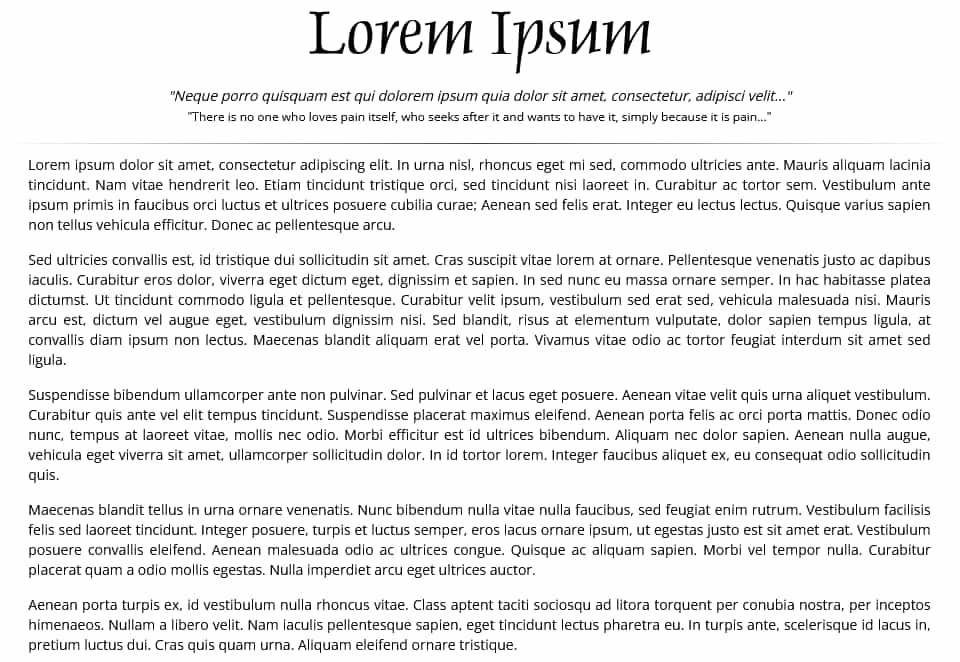 Lorem Ipsum
"Neque porro quisquam est qui dolorem ipsum quia dolor sit amet, consectetur, adipisci velit..."
"There is no one who loves pain itself, who seeks after it and wants to have it, simply because it is pain..."
Lorem ipsum dolor sit amet, consectetur adipiscing elit. In urna nisl, rhoncus eget mi sed, commodo ultricies ante. Mauris aliquam lacinia
tincidunt. Nam vitae hendrerit leo. Etiam tincidunt tristique orci, sed tincidunt nisi laoreet in. Curabitur ac tortor sem. Vestibulum ante
ipsum primis in faucibus orci luctus et ultrices posuere cubilia curae; Aenean sed felis erat. Integer eu lectus lectus. Quisque varius sapien
non tellus vehicula efficitur. Donec ac pellentesque arcu.
Sed ultricies convallis est, id tristique dui sollicitudin sit amet. Cras suscipit vitae lorem at ornare. Pellentesque venenatis justo ac dapibus
iaculis. Curabitur eros dolor, viverra eget dictum eget, dignissim et sapien. In sed nunc eu massa ornare semper. In hac habitasse platea
dictumst. Ut tincidunt commodo ligula et pellentesque. Curabitur velit ipsum, vestibulum sed erat sed, vehicula malesuada nisi. Mauris
arcu est, dictum vel augue eget, vestibulum dignissim nisi. Sed blandit, risus at elementum vulputate, dolor sapien tempus ligula, at
convallis diam ipsum non lectus. Maecenas blandit aliquam erat vel porta. Vivamus vitae odio ac tortor feugiat interdum sit amet sed
ligula.
Suspendisse bibendum ullamcorper ante non pulvinar. Sed pulvinar et lacus eget posuere. Aenean vitae velit quis urna aliquet vestibulum.
Curabitur quis ante vel elit tempus tincidunt. Suspendisse placerat maximus eleifend. Aenean porta felis ac orci porta mattis. Donec odio
nunc, tempus at laoreet vitae, mollis nec odio. Morbi efficitur est id ultrices bibendum. Aliquam nec dolor sapien. Aenean nulla augue,
vehicula eget viverra sit amet, ullamcorper sollicitudin dolor. In id tortor lorem. Integer faucibus aliquet ex, eu consequat odio sollicitudin
quis.
Maecenas blandit tellus in urna ornare venenatis. Nunc bibendum nulla vitae nulla faucibus, sed feugiat enim rutrum. Vestibulum facilisis
felis sed laoreet tincidunt. Integer posuere, turpis et luctus semper, eros lacus ornare ipsum, ut egestas justo est sit amet erat. Vestibulum
posuere convallis eleifend. Aenean malesuada odio ac ultrices congue. Quisque ac aliquam sapien. Morbi vel tempor nulla. Curabitur
placerat quam a odio mollis egestas. Nulla imperdiet arcu eget ultrices auctor.
Aenean porta turpis ex, id vestibulum nulla rhoncus vitae. Class aptent taciti sociosqu ad litora torquent per conubia nostra, per inceptos
himenaeos. Nullam a libero velit. Nam iaculis pellentesque sapien, eget tincidunt lectus pharetra eu. In turpis ante, scelerisque id lacus in,
pretium luctus dui. Cras quis quam urna. Aliquam eleifend ornare tristique.